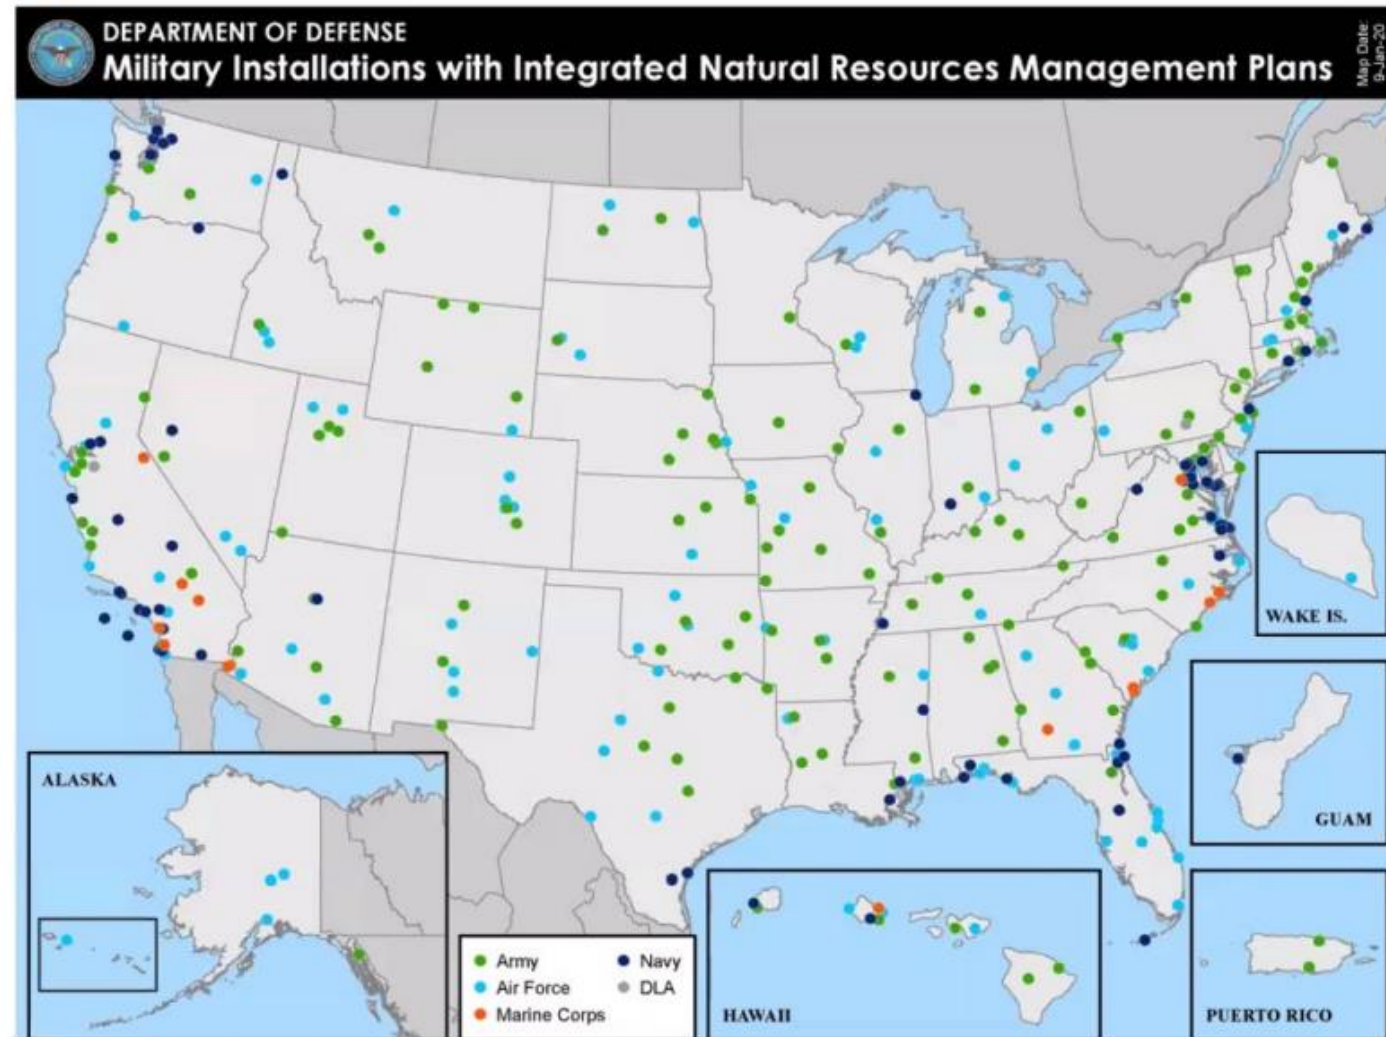 DEPARTMENT OF DEFENSE
Military Installations with Integrated Natural Resources Management Plans
Map Date:
9-Jan-20
WAKE IS.
GUAM
ALASKA
Army
Navy
Air Force
DLA
Marine Corps
HAWAII
PUERTO RICO